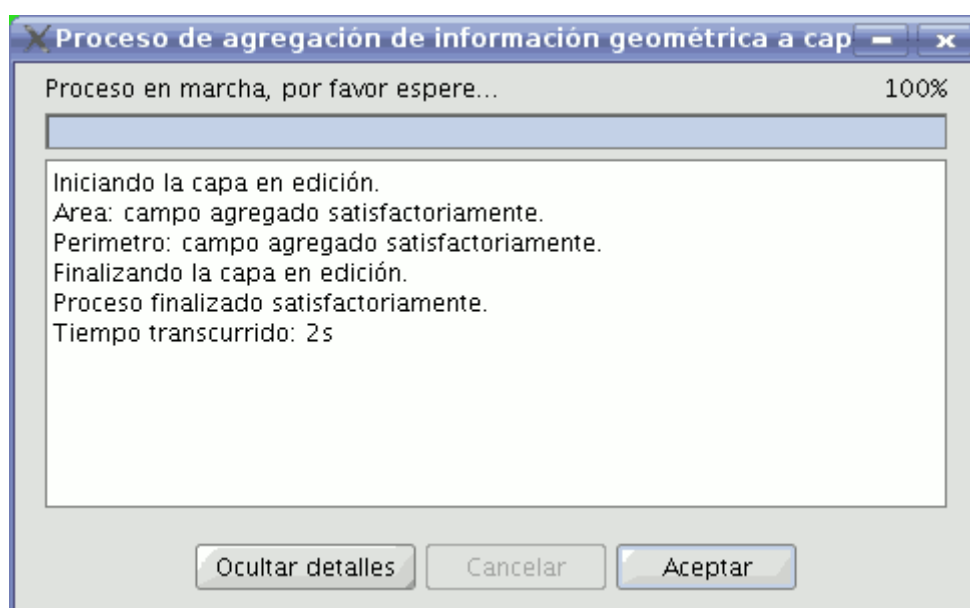 Proceso de agregación de información geométrica a cap
Proceso en marcha, por favor espere... 100%
Iniciando la capa en edición.
Area: campo agregado satisfactoriamente.
Perimetro: campo agregado satisfactoriamente.
Finalizando la capa en edición.
Proceso finalizado satisfactoriamente.
Tiempo transcurrido: 2s
Ocultar detalles Cancelar Aceptar